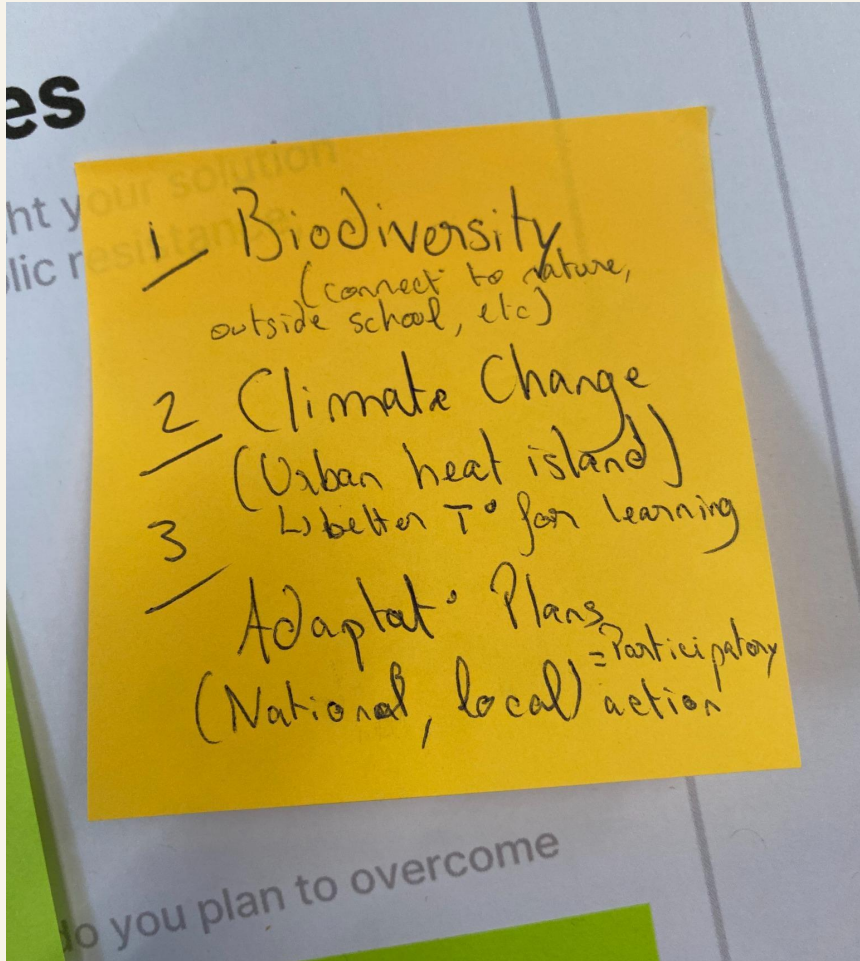 es
ht your solution
lic resistance
1 Biodiversity
(connect to nature,
outside school, etc)
2 Climate Change
(Urban heat island)
3 ↳ better T° for learning
Adaptat° Plans
= Participatory
(National, local) action
do you plan to overcome